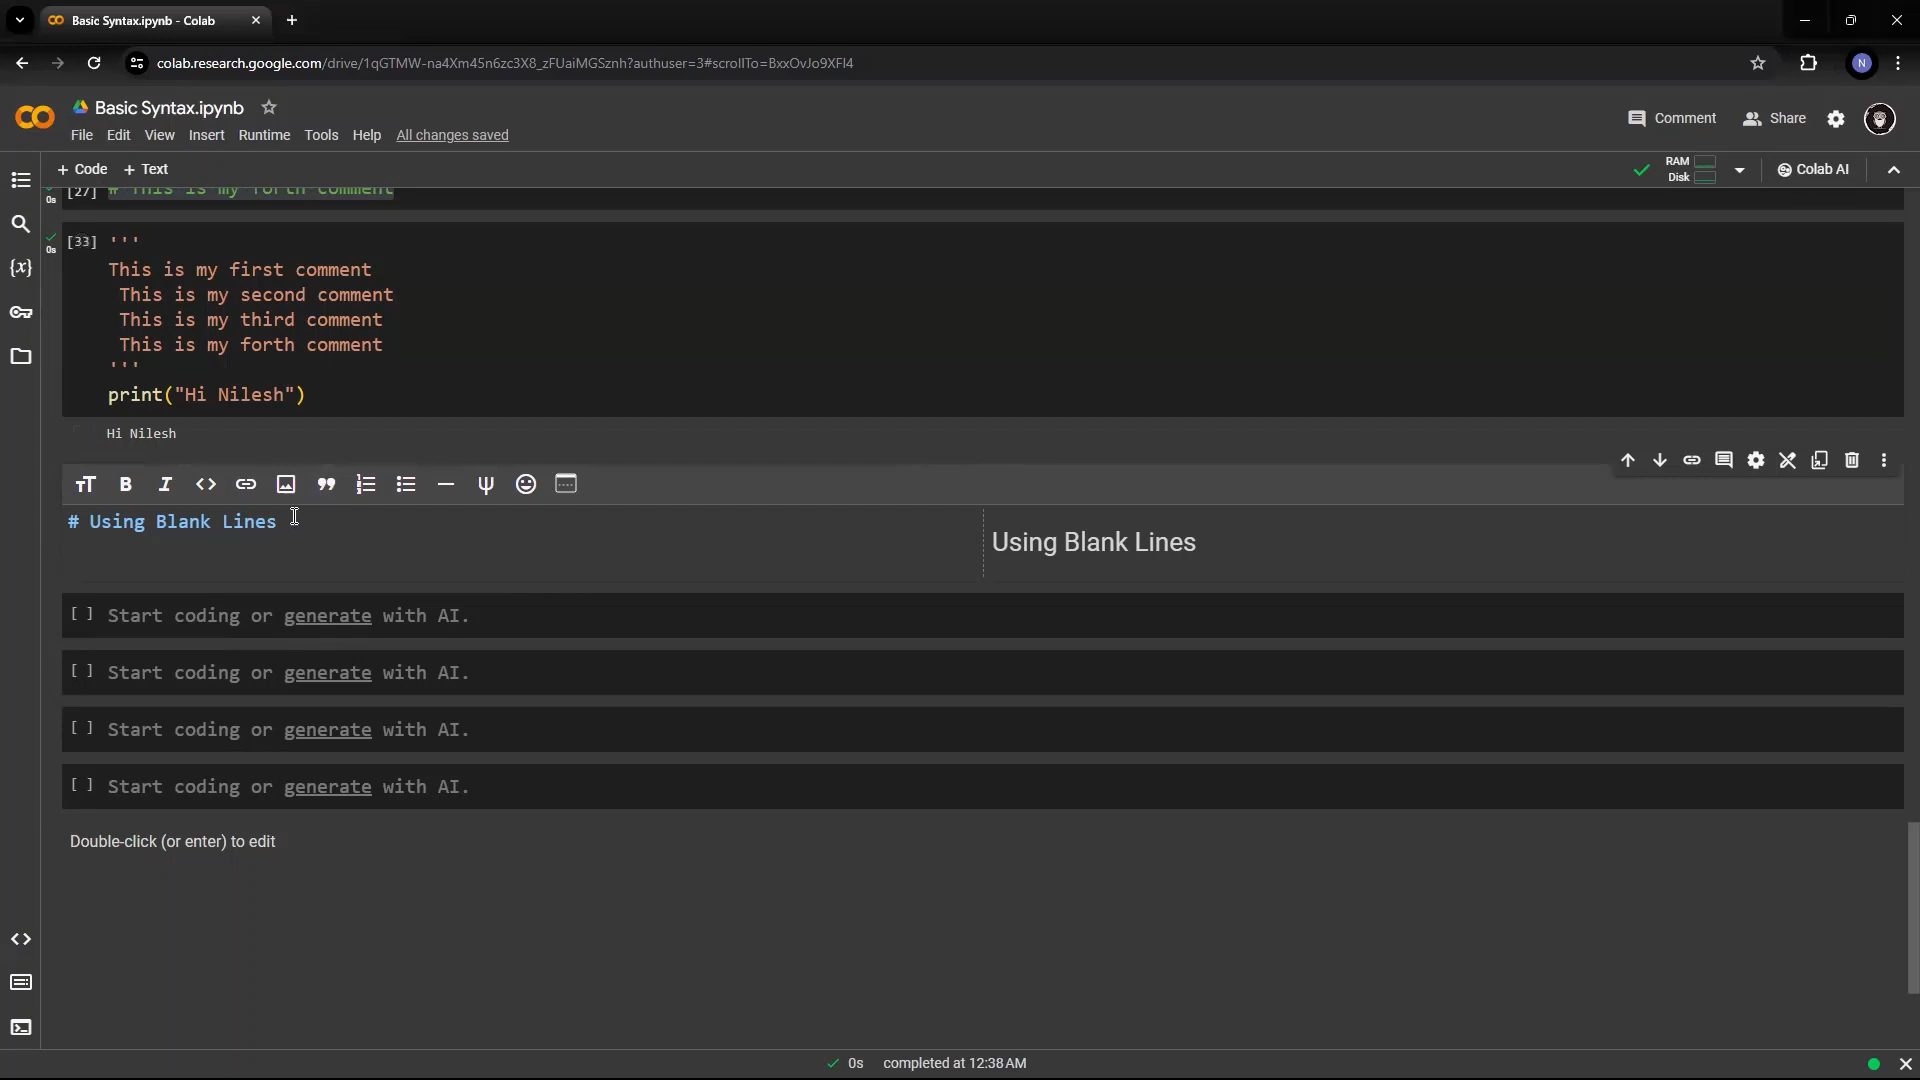 Basic Syntax.ipynb - Colab
colab.research.google.com/drive/1qGTMW-na4Xm45n6zc3X8_zFUaiMGSznh?authuser=3#scrollTo=BxxOvJo9XFI4
N
Basic Syntax.ipynb
File Edit View Insert Runtime Tools Help All changes saved
Comment Share
+ Code + Text
RAM
Disk
Colab AI
0s [27] # This is my forth comment
0s [33] '''
This is my first comment
This is my second comment
This is my third comment
This is my forth comment
'''
print("Hi Nilesh")
Hi Nilesh
# Using Blank Lines
Using Blank Lines
[ ] Start coding or generate with AI.
[ ] Start coding or generate with AI.
[ ] Start coding or generate with AI.
[ ] Start coding or generate with AI.
Double-click (or enter) to edit
0s completed at 12:38 AM